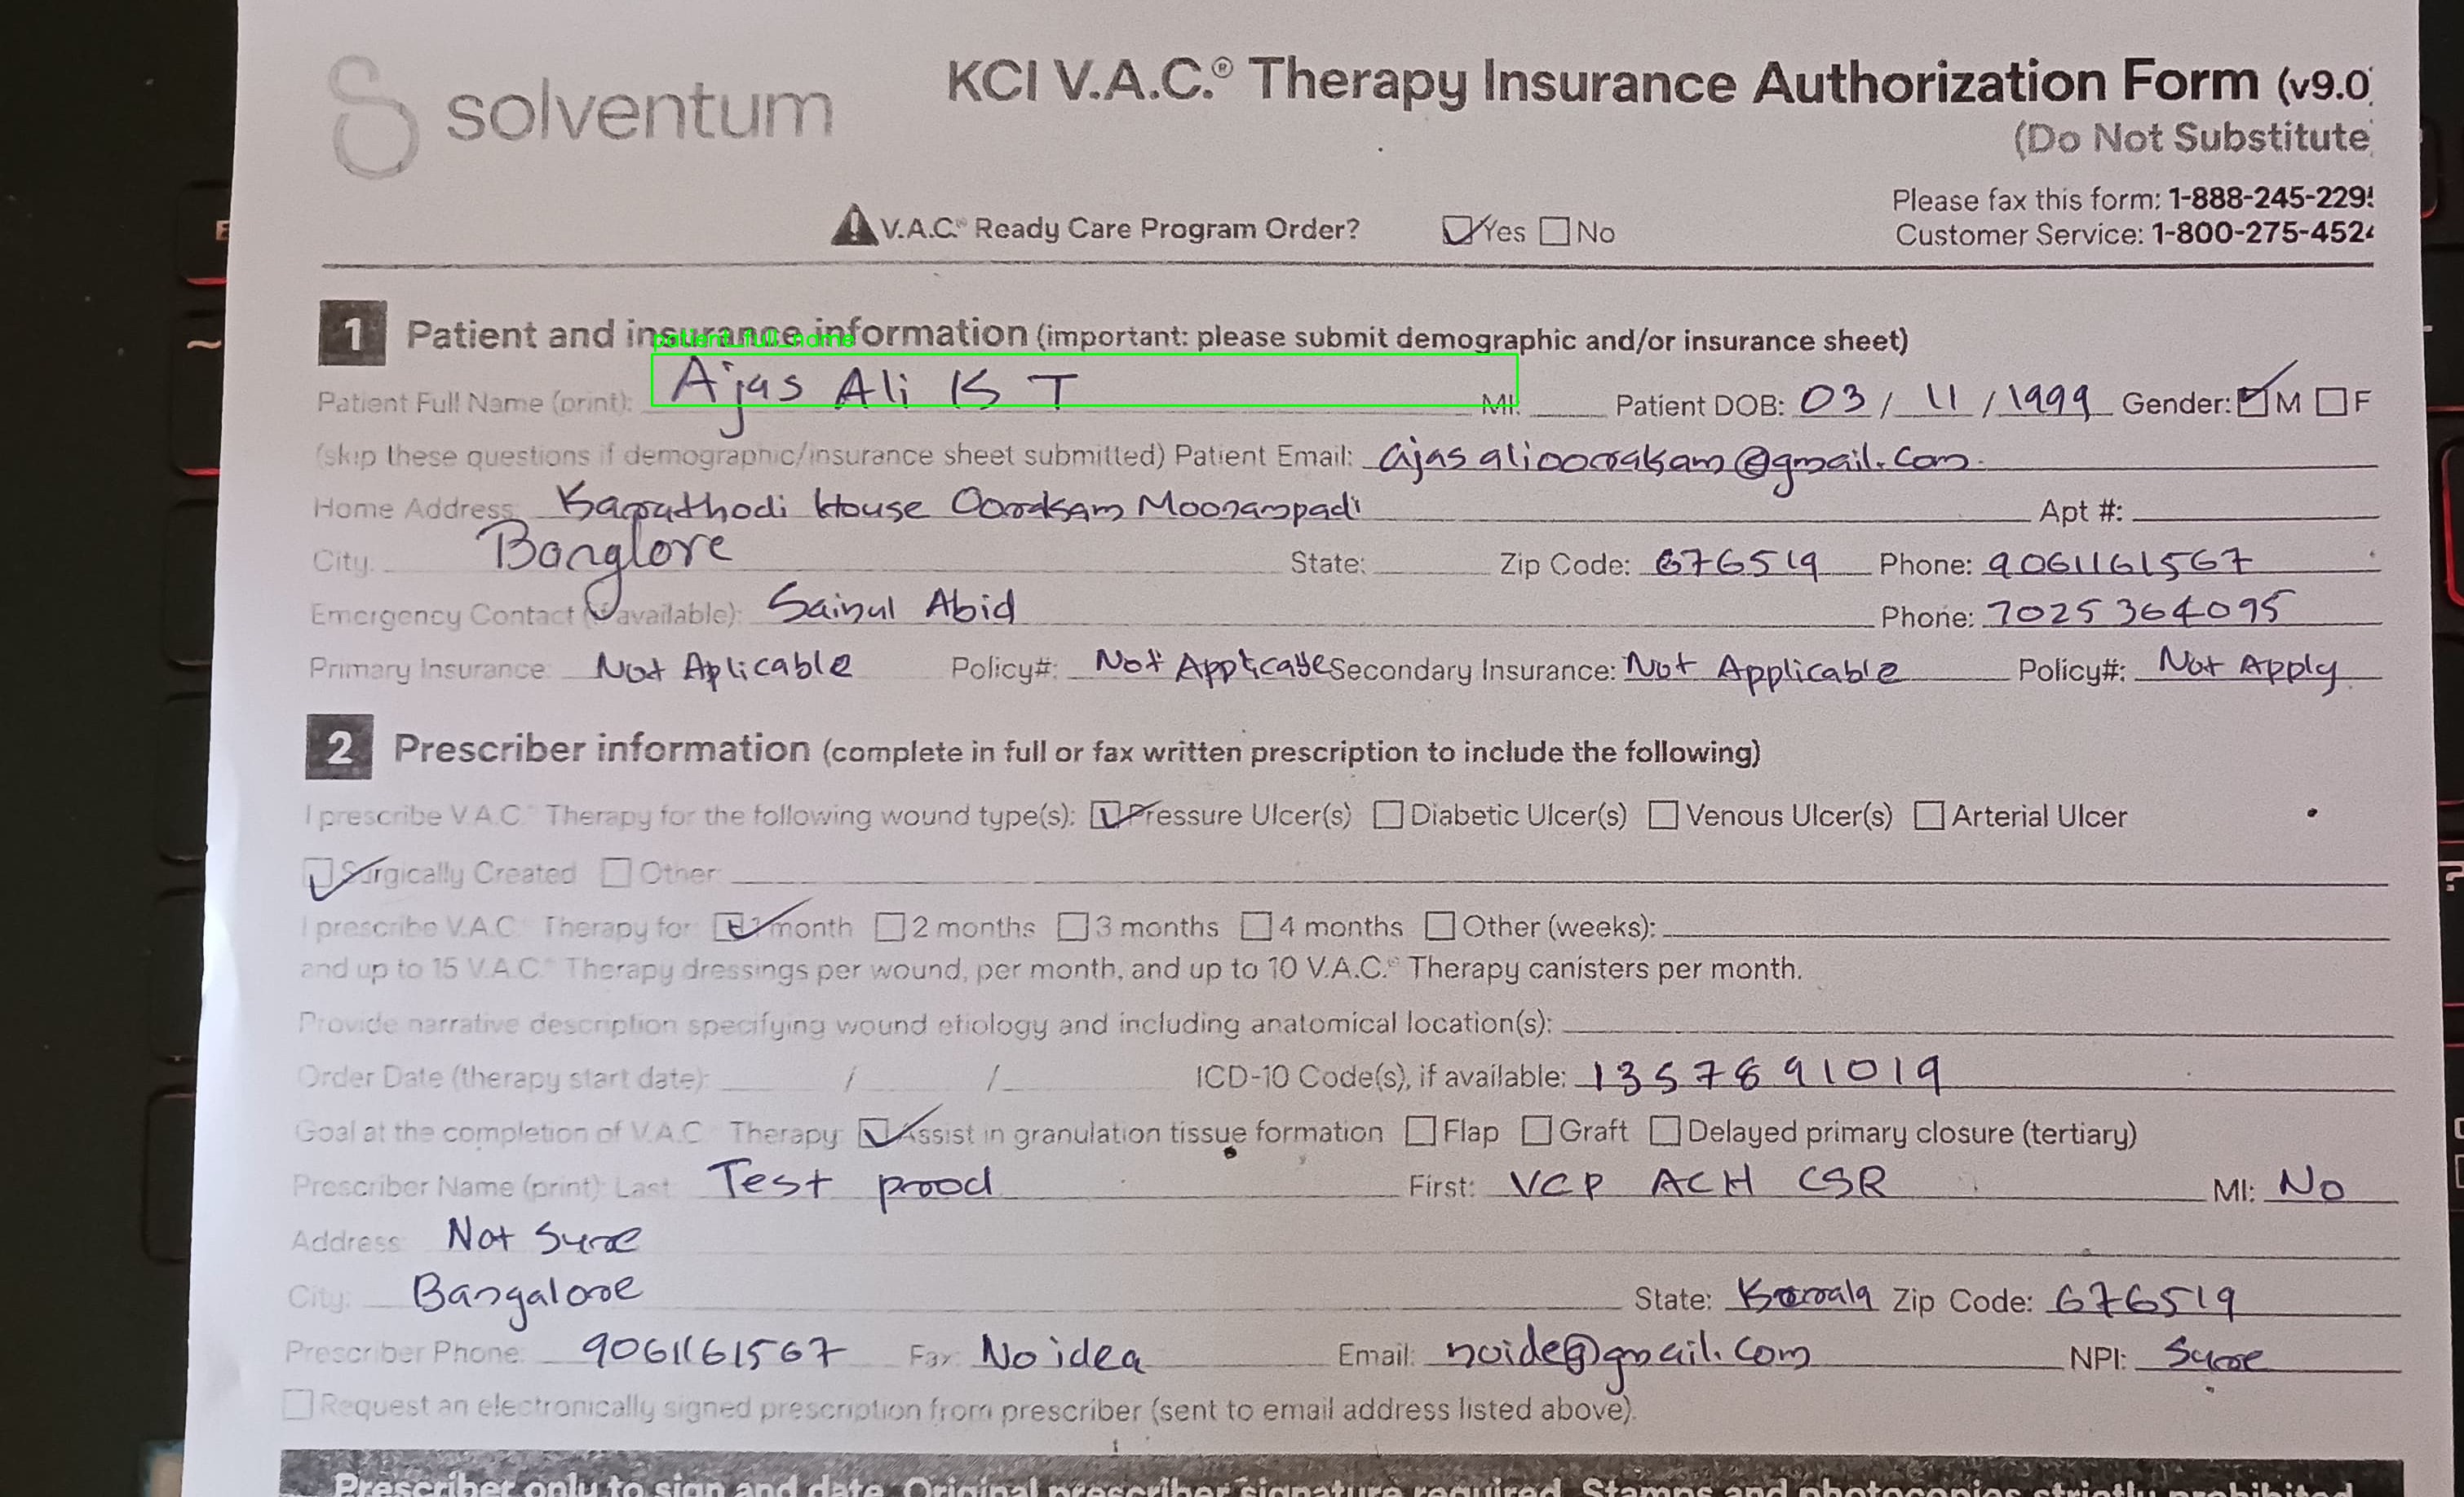 solventum
KCI V.A.C.® Therapy Insurance Authorization Form (v9.0
(Do Not Substitute
Please fax this form: 1-888-245-229
V.A.C.® Ready Care Program Order? Yes No
Customer Service: 1-800-275-452
1 Patient and insurance information (important: please submit demographic and/or insurance sheet)
patient_full_name
Patient Full Name (print): Ajas Ali K T MI: Patient DOB: 03 / 11 / 1999 Gender: M F
(skip these questions if demographic/insurance sheet submitted) Patient Email: ajasalioorakam@gmail.com
Home Address: House Oorakam Moonampadi Apt #:
City: Banglore State: Zip Code: 676519 Phone: 9061161567
Emergency Contact (if available): Sainul Abid Phone: 7025364095
Primary Insurance: Not Aplicable Policy#: Not Secondary Insurance: Not Applicable Policy#: Not Apply
2 Prescriber information (complete in full or fax written prescription to include the following)
I prescribe V.A.C.® Therapy for the following wound type(s): Pressure Ulcer(s) Diabetic Ulcer(s) Venous Ulcer(s) Arterial Ulcer
Surgically Created Other:
I prescribe V.A.C.® Therapy for: 1 month 2 months 3 months 4 months Other (weeks):
and up to 15 V.A.C.® Therapy dressings per wound, per month, and up to 10 V.A.C.® Therapy canisters per month.
Provide narrative description specifying wound etiology and including anatomical location(s):
Order Date (therapy start date): / / ICD-10 Code(s), if available: 1357891019
Goal at the completion of V.A.C.® Therapy: Assist in granulation tissue formation Flap Graft Delayed primary closure (tertiary)
Prescriber Name (print): Last: Test prod First: VCP ACH CSR MI: No
Address: Not Sure
City: Bangalore State: Kerala Zip Code: 676519
Prescriber Phone: 9061161567 Fax: No idea Email: noide@gmail.com NPI: Sure
Request an electronically signed prescription from prescriber (sent to email address listed above).
Prescriber only to sign and date. Original prescriber signature required. Stamps and photocopies strictly prohibited